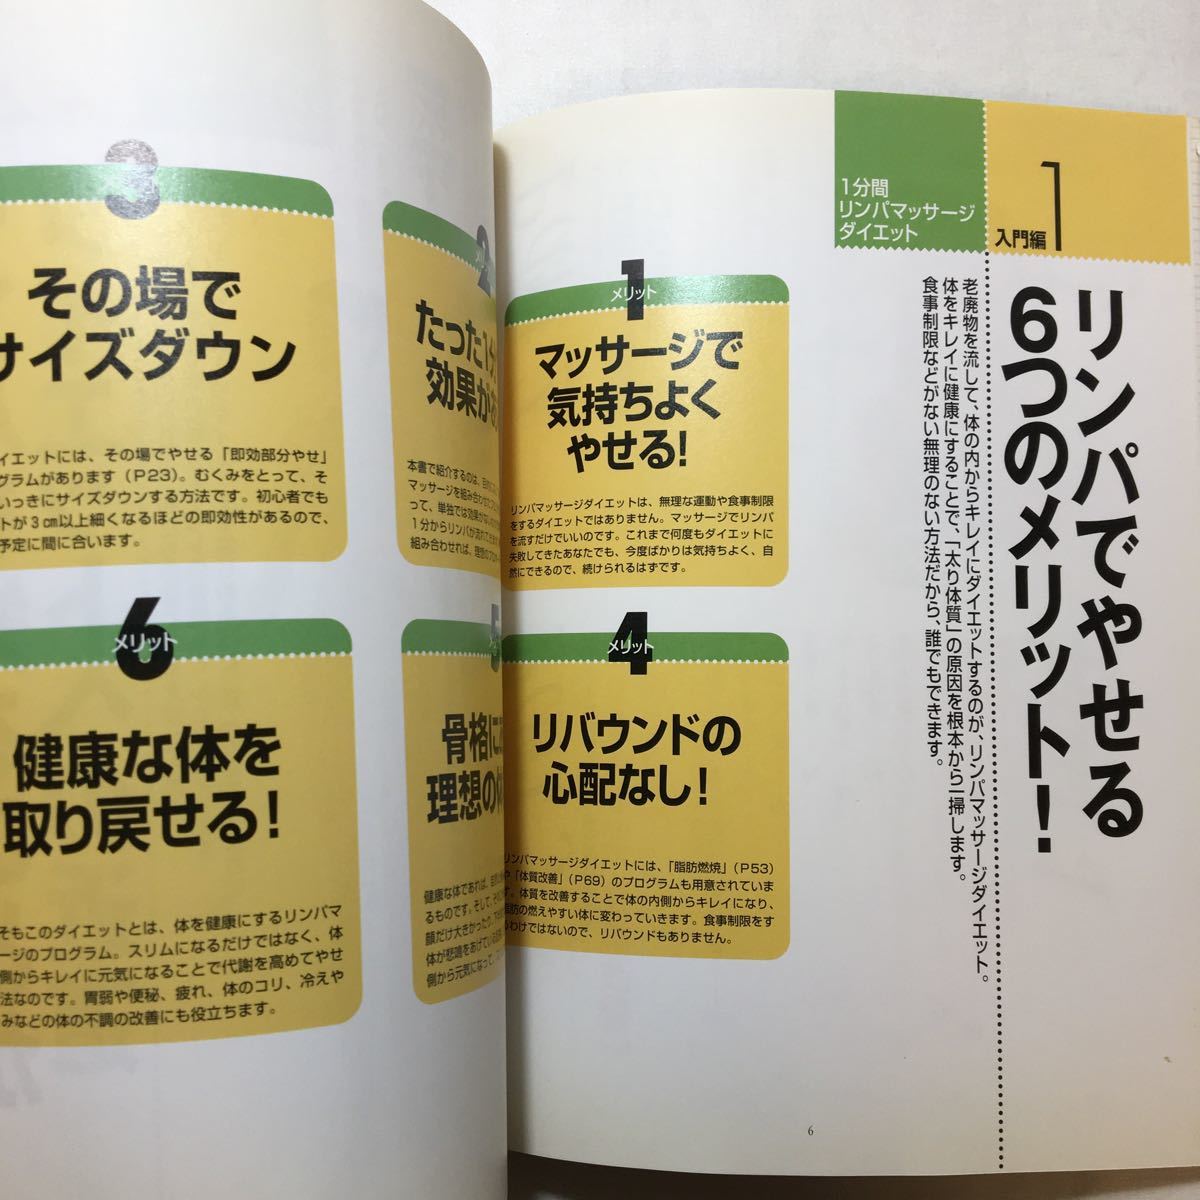 1分間
リンパマッサージ
ダイエット
1
入門編
リンパでやせる
6つのメリット!
老廃物を流して、体の内からキレイにダイエットするのが、リンパマッサージダイエット。
体をキレイに健康にすることで、「太り体質」の原因を根本から一掃します。
食事制限などがない無理のない方法だから、誰でもできます。
1
メリット
マッサージで
気持ちよく
やせる!
リンパマッサージダイエットは、無理な運動や食事制限
をするダイエットではありません。マッサージでリンパ
を流すだけでいいのです。これまで何度もダイエットに
失敗してきたあなたでも、今度ばかりは気持ちよく、自
然にできるので、続けられるはずです。
2
たった1分
効果が
本書で紹介するのは、
マッサージを組み合わせ
って、単独では効果が
1分からリンパが流れて
組み合わせれば、理想の
3
その場で
サイズダウン
イエットには、その場でやせる「即効部分やせ」
グラムがあります(P23)。むくみをとって、そ
いっきにサイズダウンする方法です。初心者でも
トが3cm以上細くなるほどの即効性があるので、
予定に間に合います。
4
メリット
リバウンドの
心配なし!
リンパマッサージダイエットには、「脂肪燃焼」(P53)
や「体質改善」(P69)のプログラムも用意されていま
す。体質を改善することで体の内側からキレイになり、
脂肪の燃えやすい体に変わっていきます。食事制限をす
るわけではないので、リバウンドもありません。
5
骨格に
理想の
健康な体であれば、
るものです。そして、
顔だけ大きかったり、
体が悲鳴をあげている
側から元気になって、
6
メリット
健康な体を
取り戻せる!
そもこのダイエットとは、体を健康にするリンパマ
ージのプログラム。スリムになるだけではなく、体
側からキレイに元気になることで代謝を高めてやせ
法なのです。胃弱や便秘、疲れ、体のコリ、冷えや
みなどの体の不調の改善にも役立ちます。
6